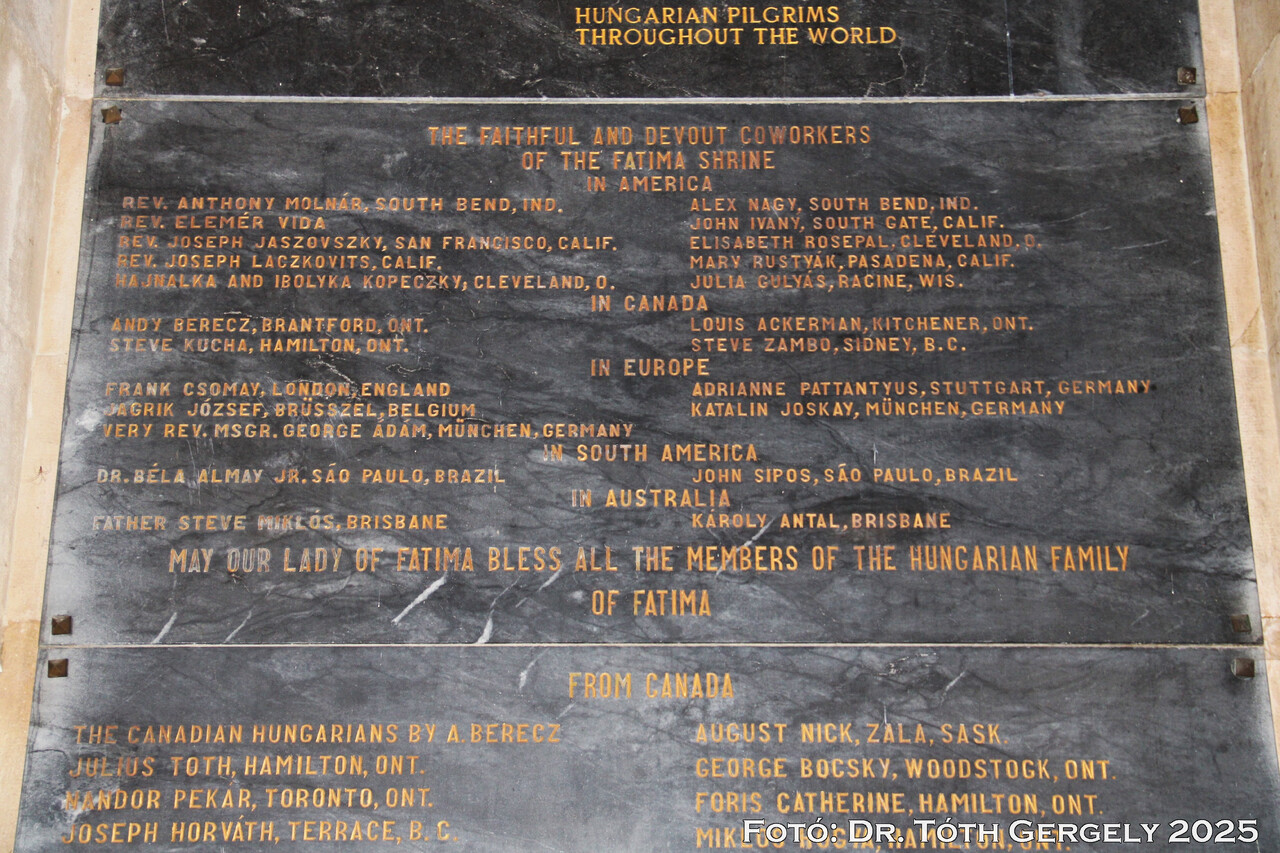 HUNGARIAN PILGRIMS
THROUGHOUT THE WORLD
THE FAITHFUL AND DEVOUT COWORKERS
OF THE FATIMA SHRINE
IN AMERICA
REV. ANTHONY MOLNÁR, SOUTH BEND, IND.
REV. ELEMÉR VIDA
REV. JOSEPH JASZOVSZKY, SAN FRANCISCO, CALIF.
REV. JOSEPH LACZKOVITS, CALIF.
HAJNALKA AND IBOLYKA KOPECZKY, CLEVELAND, O.
ALEX NAGY, SOUTH BEND, IND.
JOHN IVANY, SOUTH GATE, CALIF.
ELISABETH ROSEPAL. CLEVELAND, O.
MARY RUSTYÁK, PASADENA, CALIF.
JULIA GULYÁS, RACINE, WIS.
IN CANADA
ANDY BERECZ, BRANTFORD, ONT.
STEVE KUCHA, HAMILTON, ONT.
LOUIS ACKERMAN, KITCHENER, ONT.
STEVE ZAMBO, SIDNEY, B.C.
IN EUROPE
FRANK CSOMAY, LONDON, ENGLAND
JAGRIK JÓZSEF, BRÜSSZEL, BELGIUM
VERY REV. MSGR. GEORGE ÁDÁM, MÜNCHEN, GERMANY
ADRIANNE PATTANTYUS, STUTTGART, GERMANY
KATALIN JOSKAY, MÜNCHEN, GERMANY
IN SOUTH AMERICA
DR. BÉLA ALMAY JR. SÃO PAULO, BRAZIL
JOHN SIPOS, SÃO PAULO, BRAZIL
IN AUSTRALIA
FATHER STEVE MIKLÓS, BRISBANE
KÁROLY ANTAL, BRISBANE
MAY OUR LADY OF FATIMA BLESS ALL THE MEMBERS OF THE HUNGARIAN FAMILY
OF FATIMA
FROM CANADA
THE CANADIAN HUNGARIANS BY A. BERECZ
JULIUS TOTH, HAMILTON, ONT.
NANDOR PEKÁR, TORONTO, ONT.
JOSEPH HORVÁTH, TERRACE, B.C.
AUGUST NICK, ZALA, SASK.
GEORGE BOCSKY, WOODSTOCK, ONT.
FORIS CATHERINE, HAMILTON, ONT.
MIKLOS HAMILTON, ONT.
Fotó: Dr. Tóth Gergely 2025